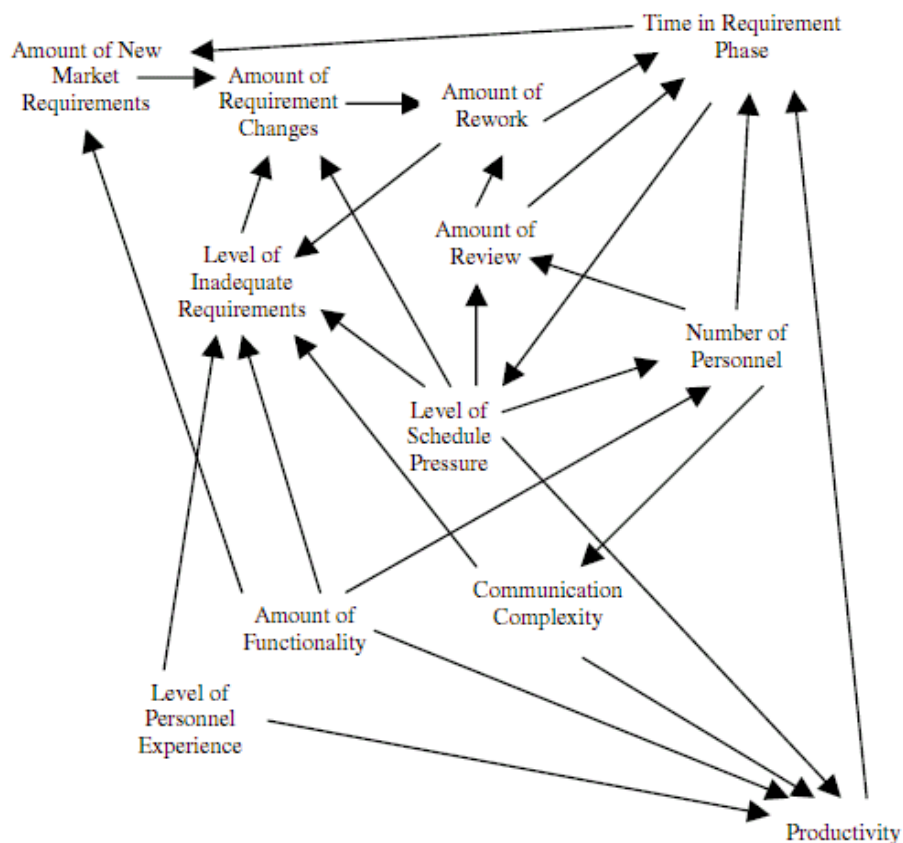 Time in Requirement
Phase
Amount of New
Market
Requirements
Amount of
Requirement
Changes
Amount of
Rework
Amount of
Review
Level of
Inadequate
Requirements
Number of
Personnel
Level of
Schedule
Pressure
Communication
Complexity
Amount of
Functionality
Level of
Personnel
Experience
Productivity